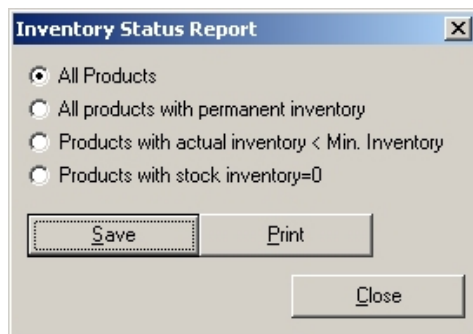 Inventory Status Report
All Products
All products with permanent inventory
Products with actual inventory < Min. Inventory
Products with stock inventory=0
Save Print
Close